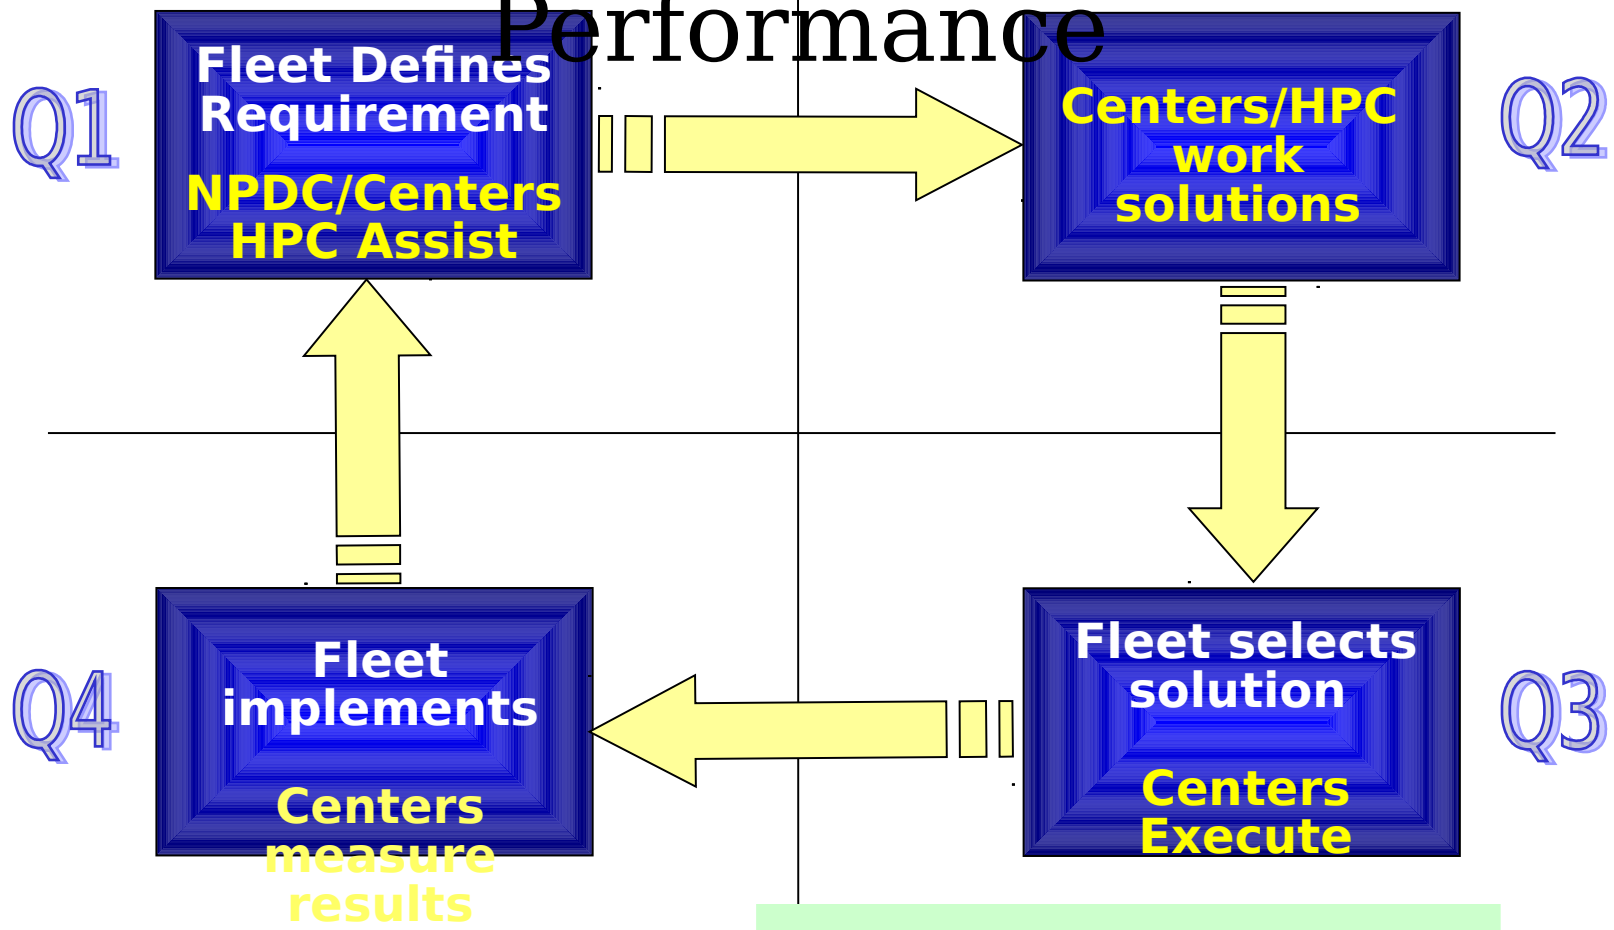 Performance
Q1
Fleet Defines
Requirement
NPDC/Centers
HPC Assist
Centers/HPC
work
solutions
Q2
Q4
Fleet
implements
Centers
measure
results
Fleet selects
solution
Centers
Execute
Q3